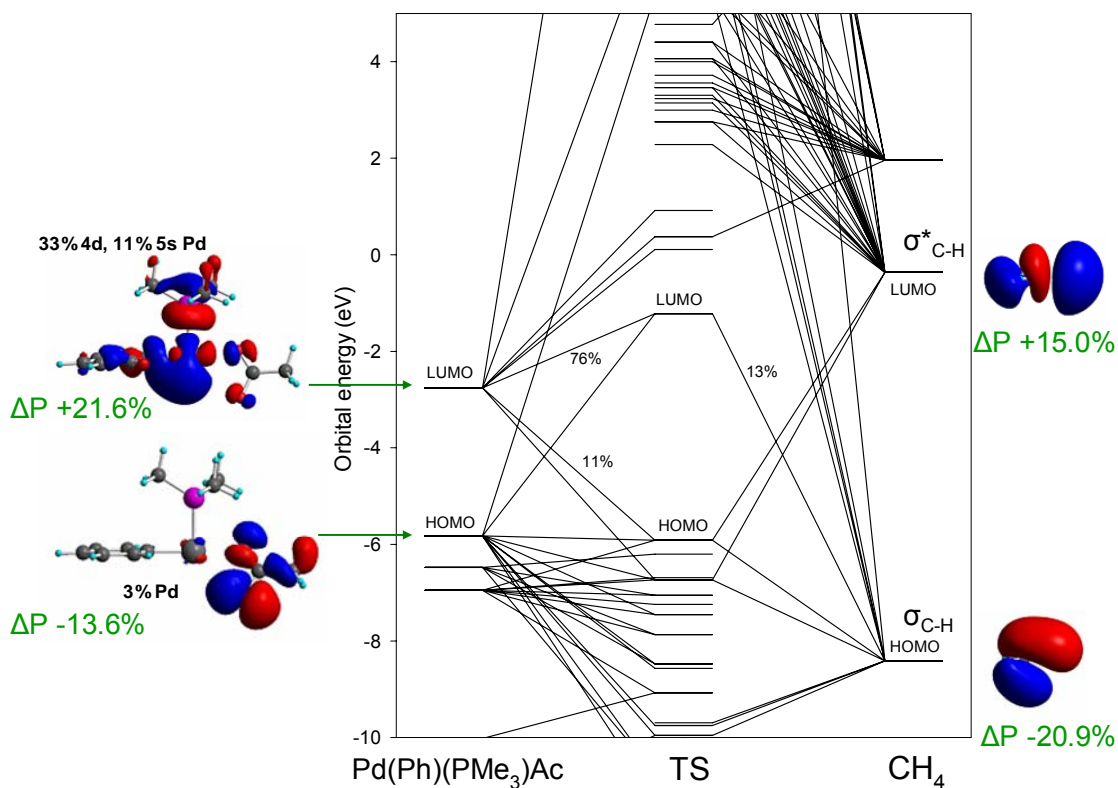 33% 4d, 11% 5s Pd
ΔP +21.6%
3% Pd
ΔP -13.6%
Orbital energy (eV)
4
2
0
-2
-4
-6
-8
-10
LUMO
HOMO
LUMO
76%
13%
11%
HOMO
σ*C-H
LUMO
σC-H
HOMO
ΔP +15.0%
ΔP -20.9%
Pd(Ph)(PMe3)Ac
TS
CH4